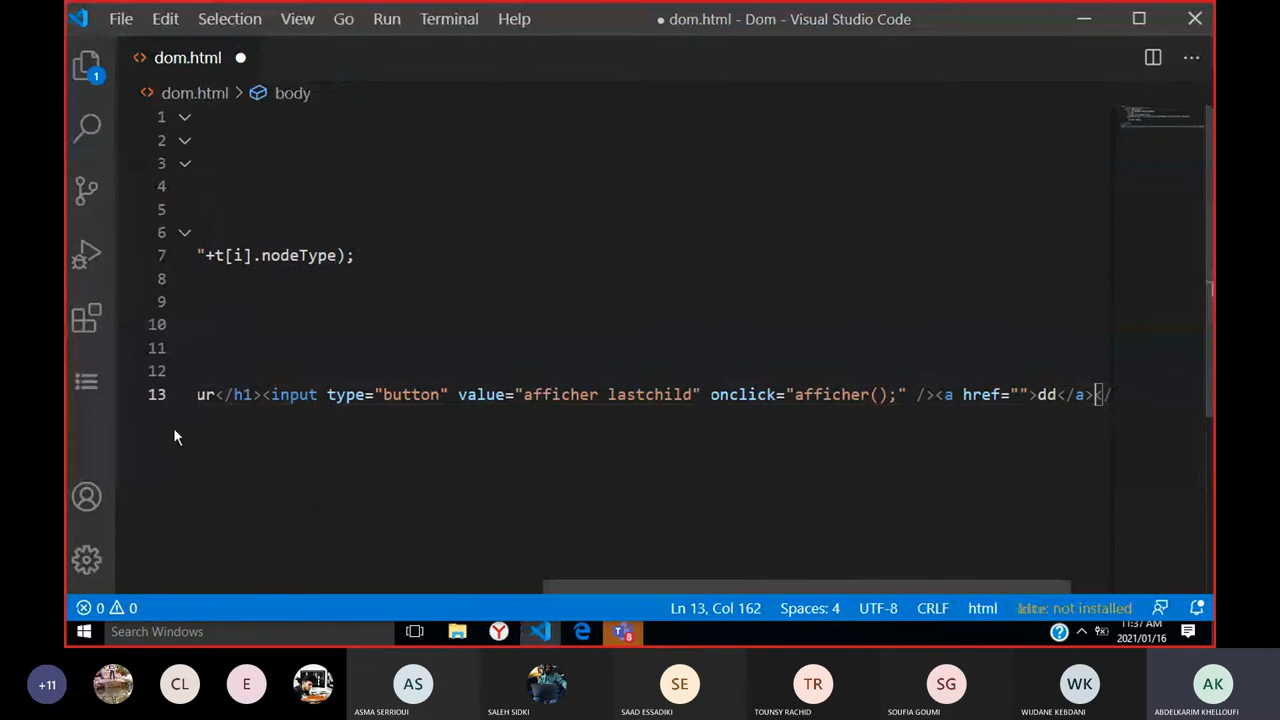 File Edit Selection View Go Run Terminal Help
● dom.html - Dom - Visual Studio Code
dom.html
1
dom.html > body
1
2
3
4
5
6
7 "+t[i].nodeType);
8
9
10
11
12
13 ur</h1><input type="button" value="afficher lastchild" onclick="afficher();" /><a href="">dd</a></
0 0
Ln 13, Col 162 Spaces: 4 UTF-8 CRLF html not installed
Search Windows
8
11:37 AM
2021/01/16
+11 CL E AS SE TR SG WK AK
ASMA SERRIOUI SALEH SIDKI SAAD ESSADIKI TOUNSY RACHID SOUFIA GOUMI WIJDANE KEBDANI ABDELKARIM KHELLOUFI